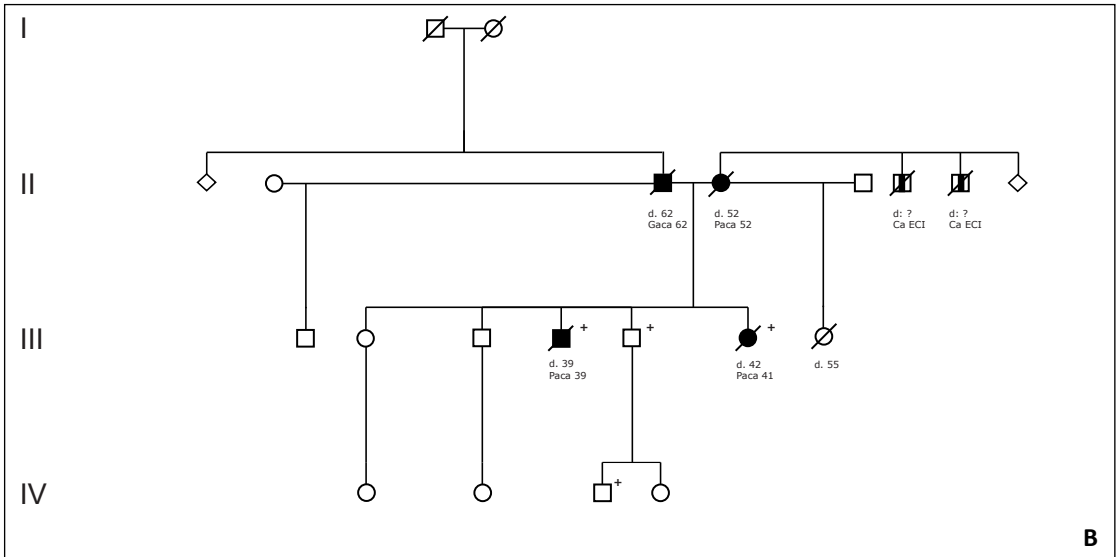 I
II
d. 62
Gaca 62
d. 52
Paca 52
d: ?
Ca ECI
d: ?
Ca ECI
III
+
+
+
d. 39
Paca 39
d. 42
Paca 41
d. 55
IV
+
B